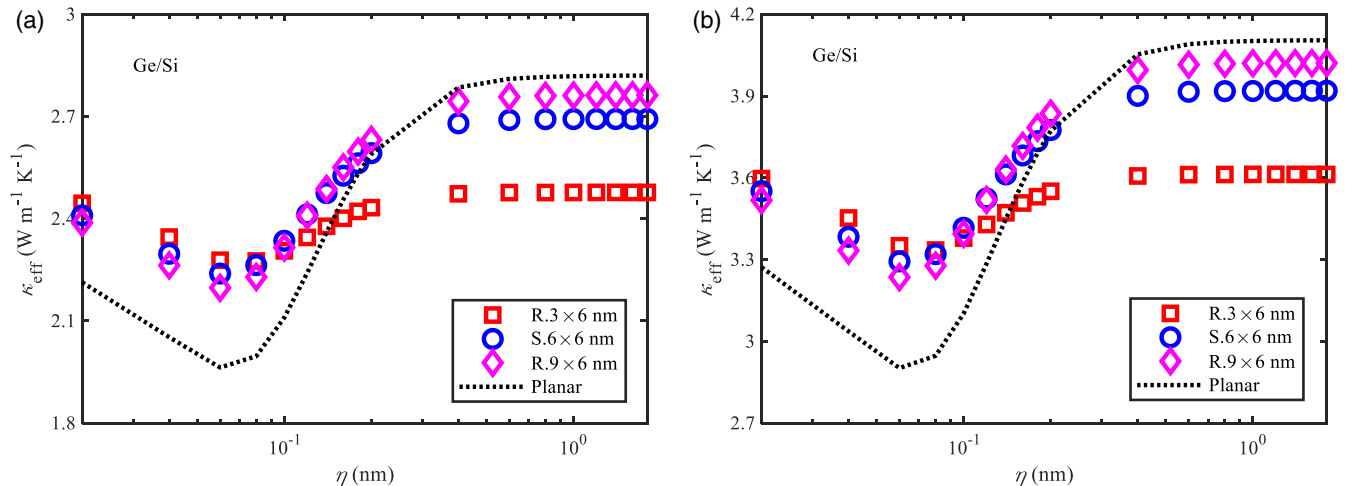 (a)
3
2.7
2.4
2.1
1.8
κeff (W m⁻¹ K⁻¹)
Ge/Si
R.3×6 nm
S.6×6 nm
R.9×6 nm
Planar
10⁻¹
10⁰
η (nm)
(b)
4.2
3.9
3.6
3.3
3
2.7
κeff (W m⁻¹ K⁻¹)
Ge/Si
R.3×6 nm
S.6×6 nm
R.9×6 nm
Planar
10⁻¹
10⁰
η (nm)